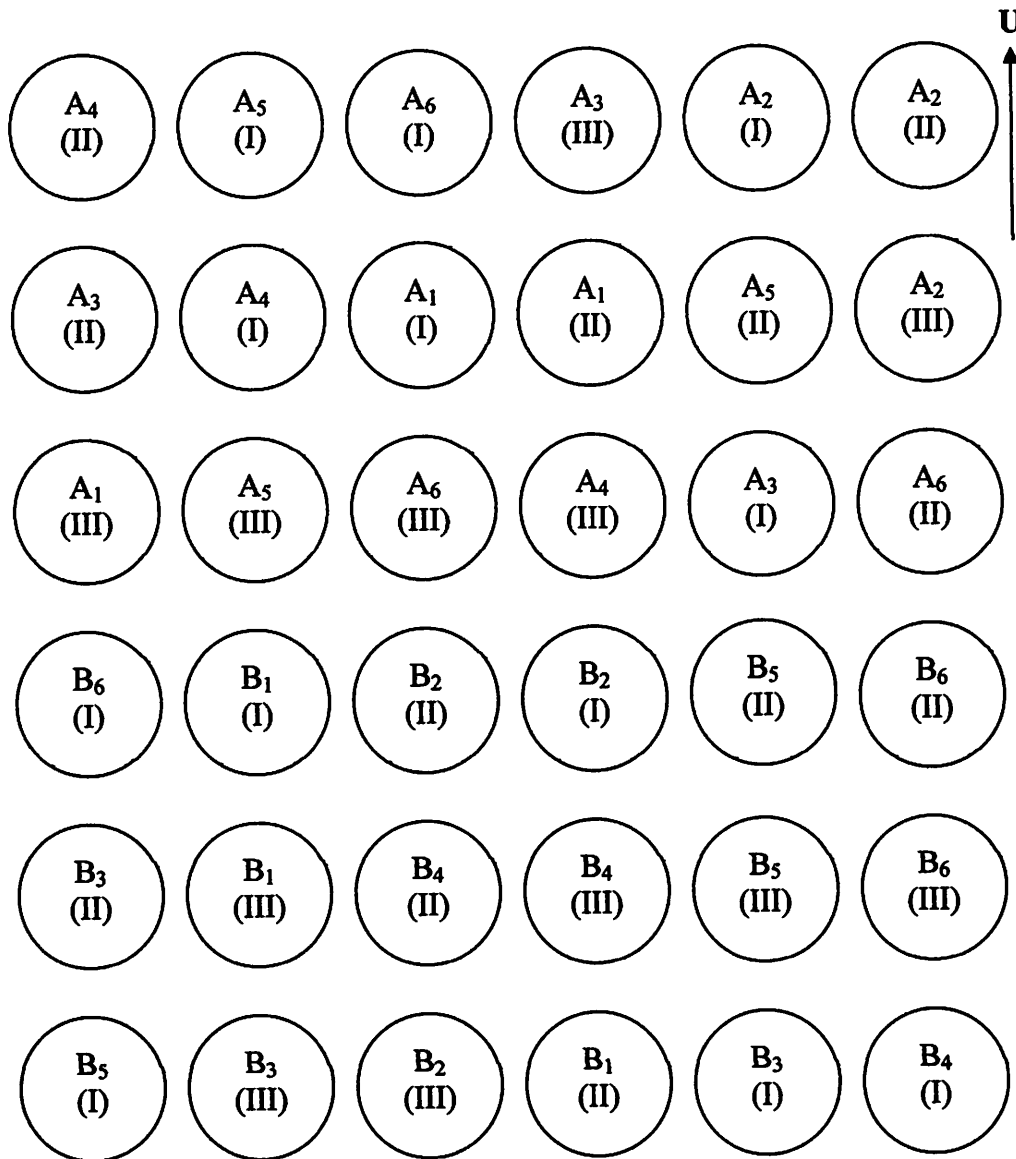 U
A₄ A₅ A₆ A₃ A₂ A₂
(II) (I) (I) (III) (I) (II)
A₃ A₄ A₁ A₁ A₅ A₂
(II) (I) (I) (II) (II) (III)
A₁ A₅ A₆ A₄ A₃ A₆
(III) (III) (III) (III) (I) (II)
B₆ B₁ B₂ B₂ B₅ B₆
(I) (I) (II) (I) (II) (II)
B₃ B₁ B₄ B₄ B₅ B₆
(II) (III) (II) (III) (III) (III)
B₅ B₃ B₂ B₁ B₃ B₄
(I) (III) (III) (II) (I) (I)